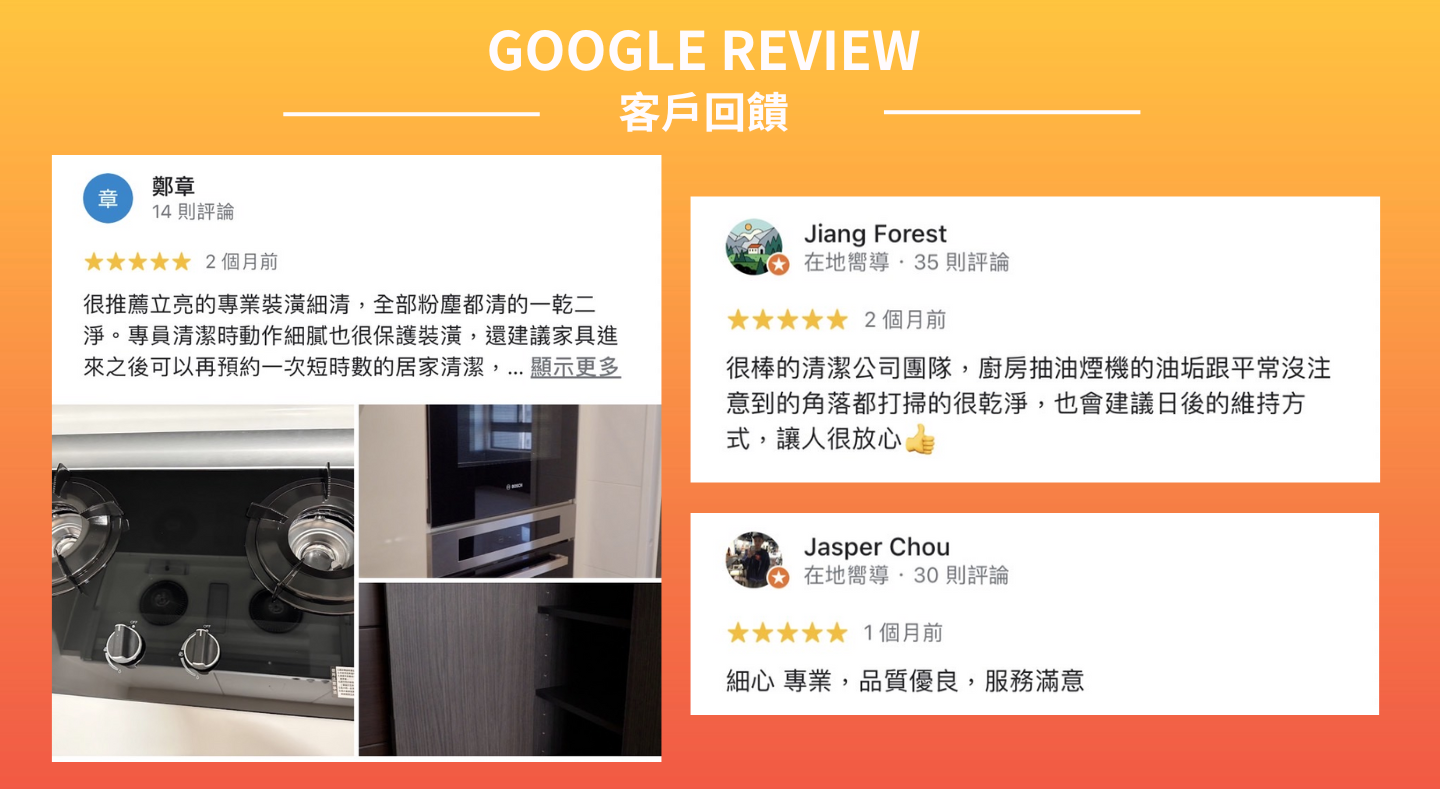 GOOGLE REVIEW
客戶回饋
章
鄭章
14 則評論
2 個月前
很推薦立亮的專業裝潢細清，全部粉塵都清的一乾二
淨。專員清潔時動作細膩也很保護裝潢，還建議家具進
來之後可以再預約一次短時數的居家清潔，... 顯示更多
BOSCH
Jiang Forest
在地嚮導 · 35 則評論
2 個月前
很棒的清潔公司團隊，廚房抽油煙機的油垢跟平常沒注
意到的角落都打掃的很乾淨，也會建議日後的維持方
式，讓人很放心👍
Jasper Chou
在地嚮導 · 30 則評論
1 個月前
細心 專業，品質優良，服務滿意